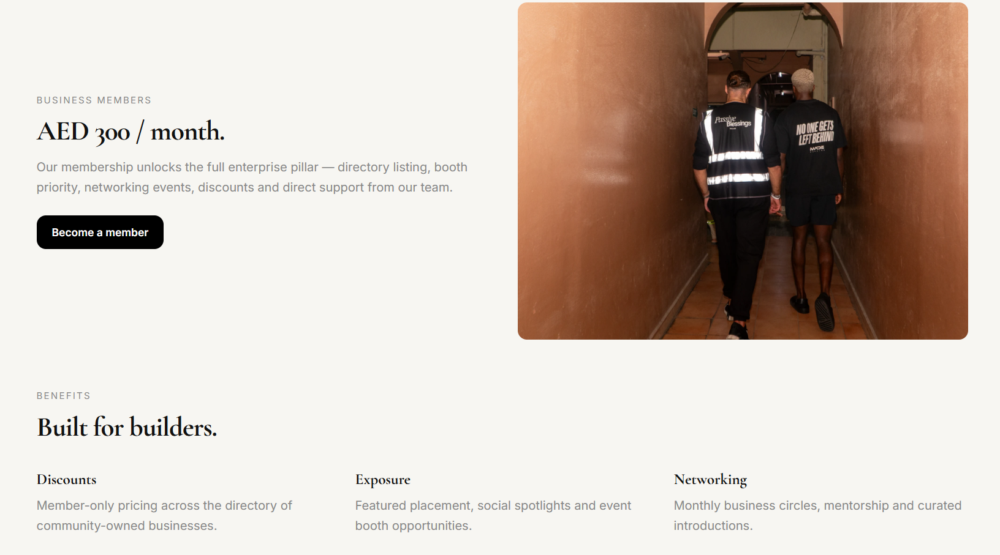 BUSINESS MEMBERS
AED 300 / month.
Our membership unlocks the full enterprise pillar — directory listing, booth
priority, networking events, discounts and direct support from our team.
Become a member
Passive
Blessings
NO ONE GETS
LEFT BEHIND
BENEFITS
Built for builders.
Discounts
Member-only pricing across the directory of
community-owned businesses.
Exposure
Featured placement, social spotlights and event
booth opportunities.
Networking
Monthly business circles, mentorship and curated
introductions.